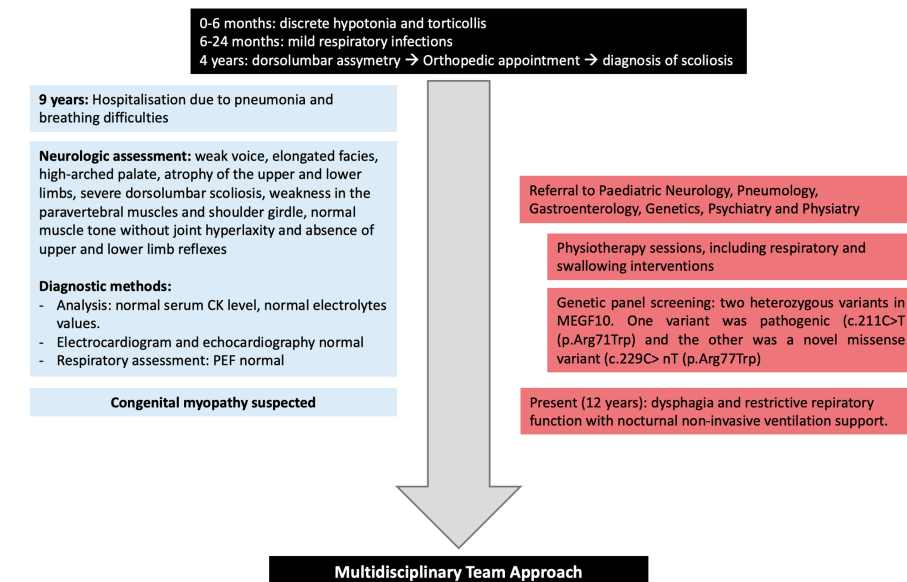 0-6 months: discrete hypotonia and torticollis
6-24 months: mild respiratory infections
4 years: dorsolumbar assymetry → Orthopedic appointment → diagnosis of scoliosis
9 years: Hospitalisation due to pneumonia and
breathing difficulties
Neurologic assessment: weak voice, elongated facies,
high-arched palate, atrophy of the upper and lower
limbs, severe dorsolumbar scoliosis, weakness in the
paravertebral muscles and shoulder girdle, normal
muscle tone without joint hyperlaxity and absence of
upper and lower limb reflexes
Diagnostic methods:
- Analysis: normal serum CK level, normal electrolytes
values.
- Electrocardiogram and echocardiography normal
- Respiratory assessment: PEF normal
Congenital myopathy suspected
Referral to Paediatric Neurology, Pneumology,
Gastroenterology, Genetics, Psychiatry and Physiatry
Physiotherapy sessions, including respiratory and
swallowing interventions
Genetic panel screening: two heterozygous variants in
MEGF10. One variant was pathogenic (c.211C>T
(p.Arg71Trp) and the other was a novel missense
variant (c.229C> nT (p.Arg77Trp)
Present (12 years): dysphagia and restrictive repiratory
function with nocturnal non-invasive ventilation support.
Multidisciplinary Team Approach